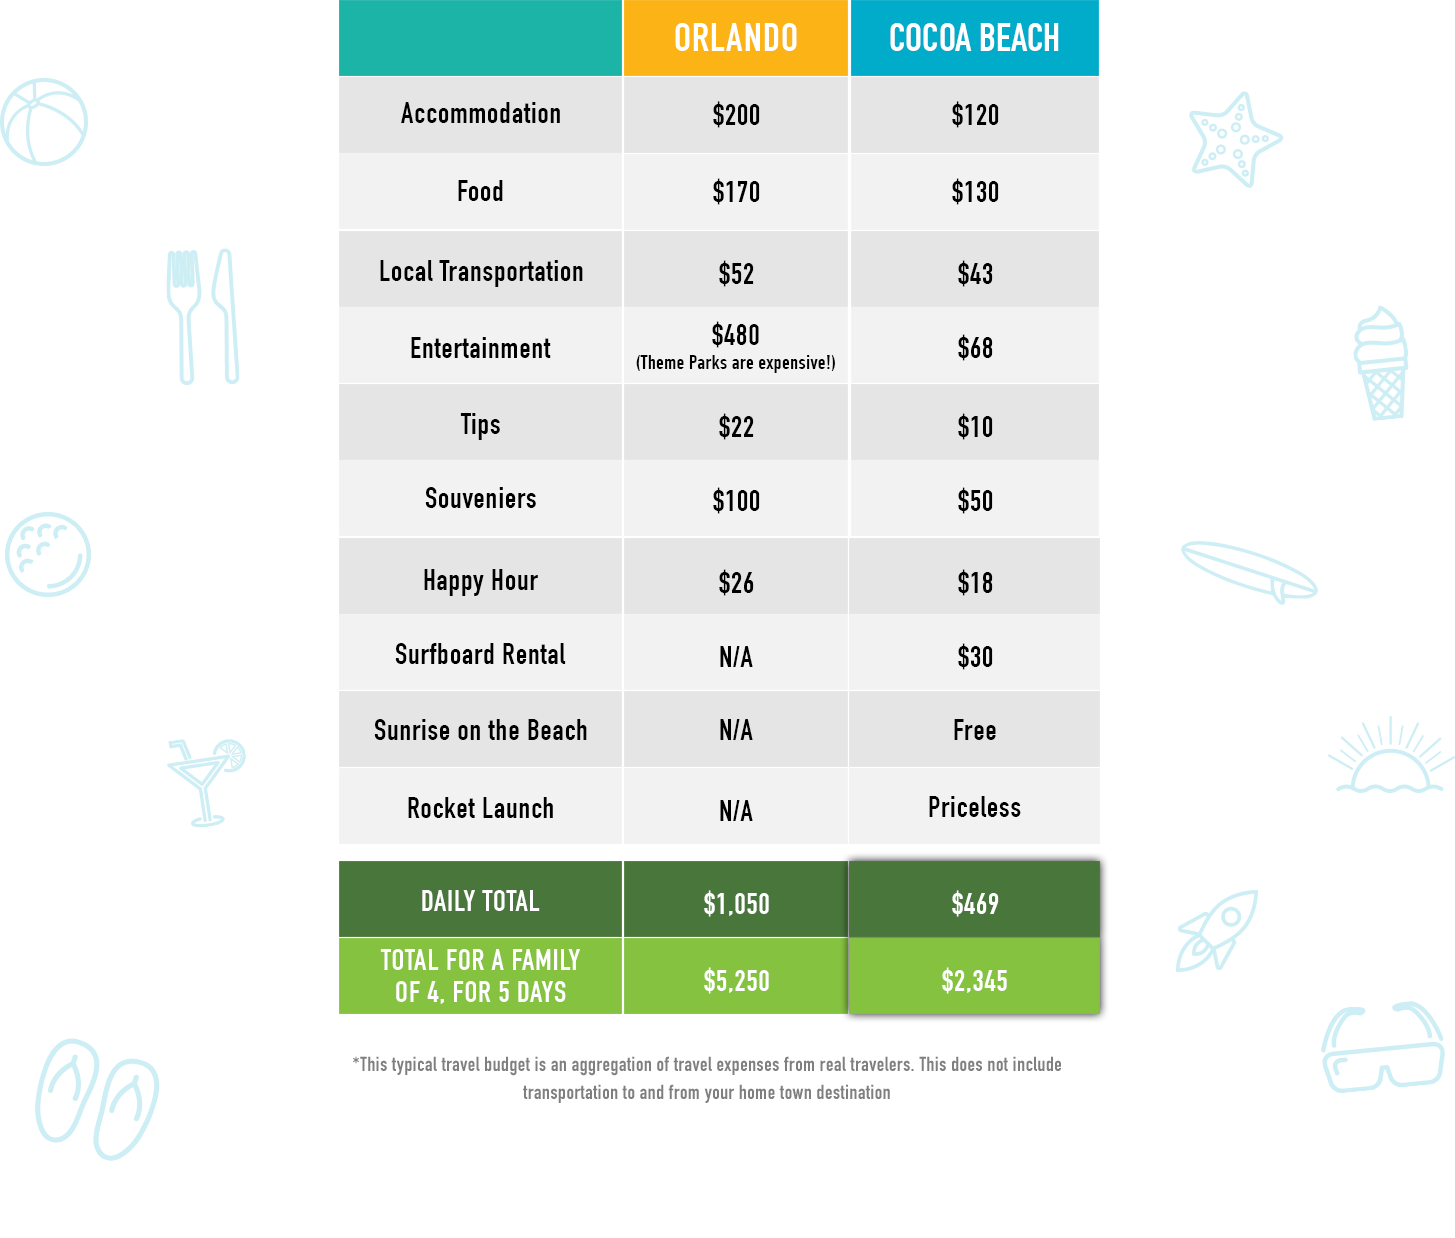 ORLANDO COCOA BEACH
Accommodation $200 $120
Food $170 $130
Local Transportation $52 $43
Entertainment $480 $68
(Theme Parks are expensive!)
Tips $22 $10
Souveniers $100 $50
Happy Hour $26 $18
Surfboard Rental N/A $30
Sunrise on the Beach N/A Free
Rocket Launch N/A Priceless
DAILY TOTAL $1,050 $469
TOTAL FOR A FAMILY
OF 4, FOR 5 DAYS $5,250 $2,345
*This typical travel budget is an aggregation of travel expenses from real travelers. This does not include
transportation to and from your home town destination